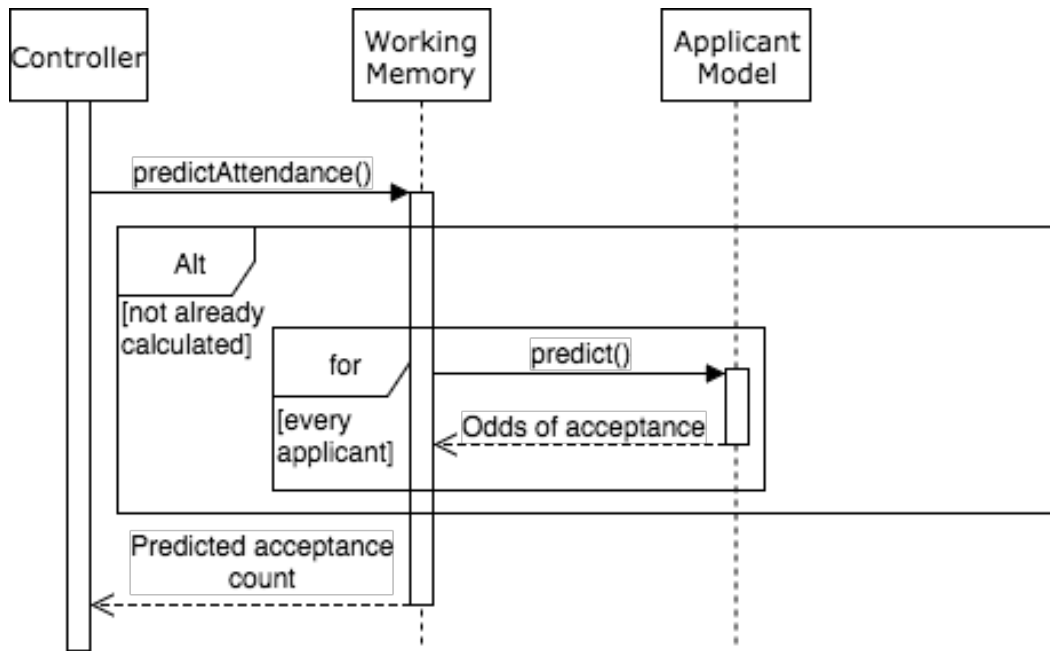 Controller
Working
Memory
Applicant
Model
predictAttendance()
Alt
[not already
calculated]
for
predict()
[every
applicant]
Odds of acceptance
Predicted acceptance
count